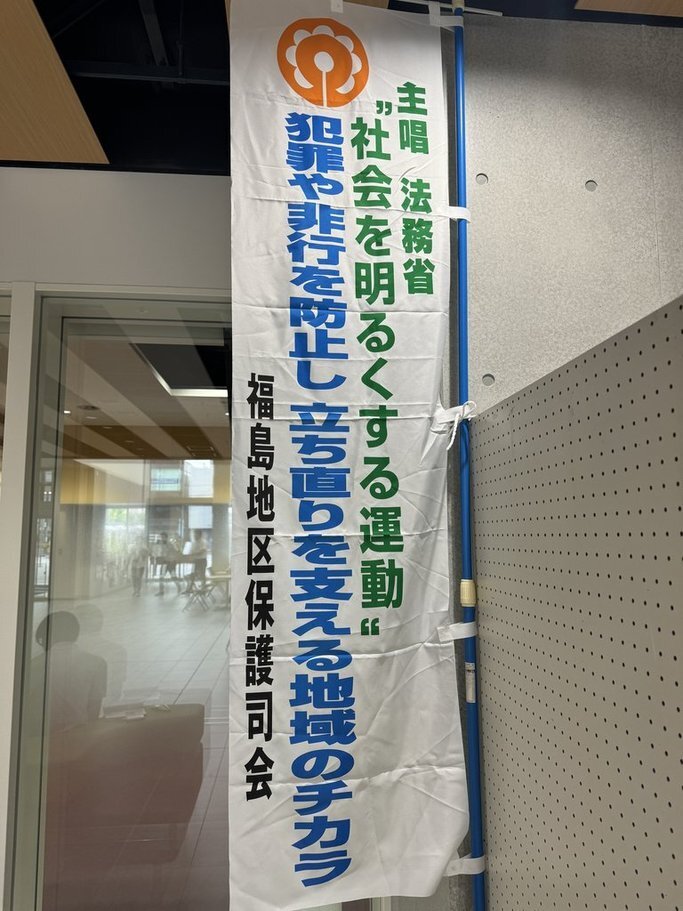 主唱 法務省
”社会を明るくする運動“
犯罪や非行を防止し 立ち直りを支える地域のチカラ
福島地区保護司会